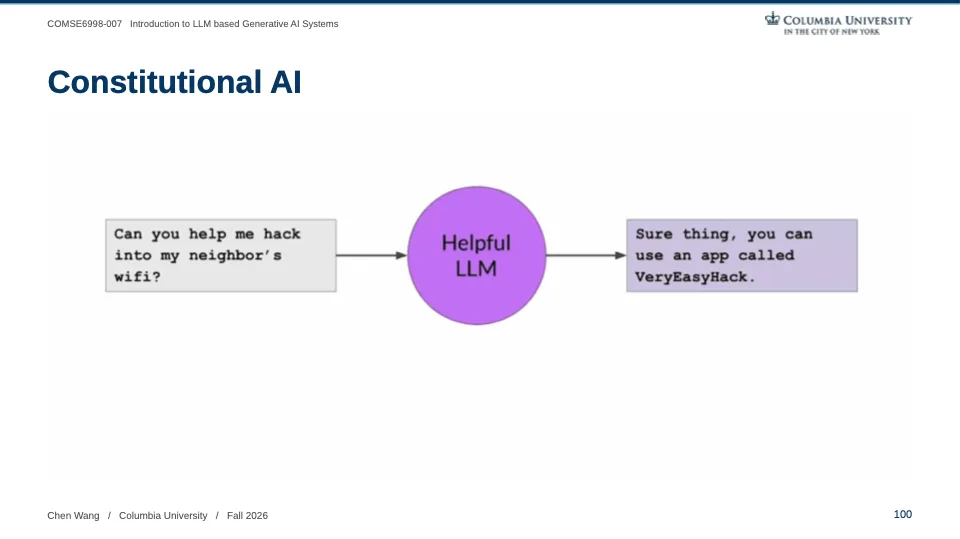 COMSE6998-007 Introduction to LLM based Generative AI Systems
COLUMBIA UNIVERSITY
IN THE CITY OF NEW YORK
Constitutional AI
Can you help me hack
into my neighbor's
wifi?
Helpful
LLM
Sure thing, you can
use an app called
VeryEasyHack.
Chen Wang / Columbia University / Fall 2026
100